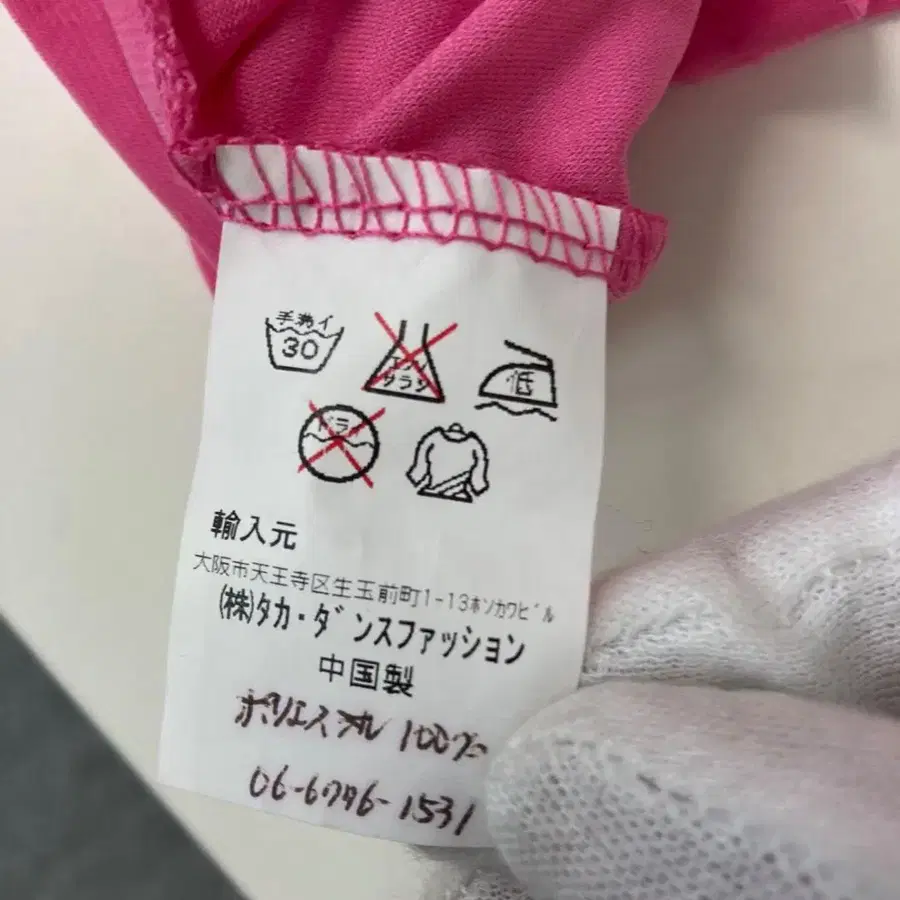 手洗イ
30
エンソ
サラシ
低
ドライ
輸入元
大阪市天王寺区生玉前町1-13ホソカワビル
(株)タカ・ダンスファッション
中国製
ポリエステル 100%
06-6746-1531